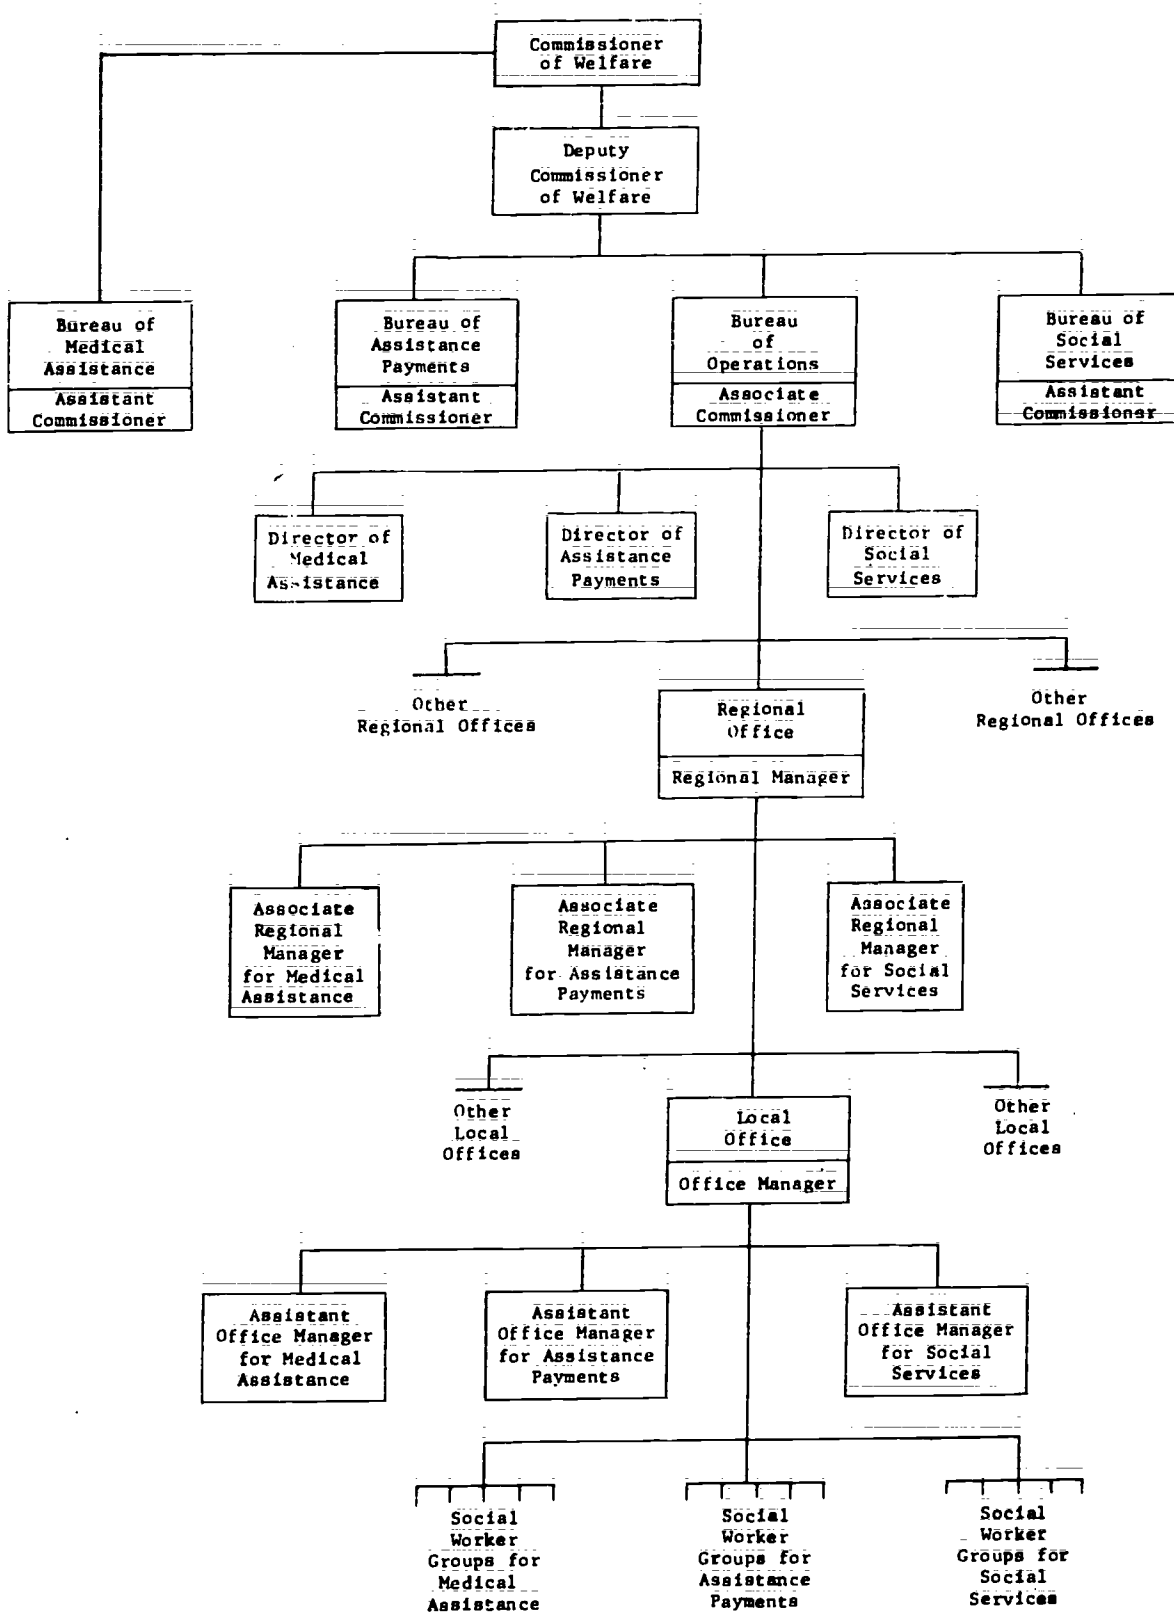 Commissioner
of Welfare
Deputy
Commissioner
of Welfare
Bureau of
Medical
Assistance
Assistant
Commissioner
Bureau of
Assistance
Payments
Assistant
Commissioner
Bureau
of
Operations
Associate
Commissioner
Bureau of
Social
Services
Assistant
Commissioner
Director of
Medical
Assistance
Director of
Assistance
Payments
Director of
Social
Services
Other
Regional Offices
Regional
Office
Regional Manager
Other
Regional Offices
Associate
Regional
Manager
for Medical
Assistance
Associate
Regional
Manager
for Assistance
Payments
Associate
Regional
Manager
for Social
Services
Other
Local
Offices
Local
Office
Office Manager
Other
Local
Offices
Assistant
Office Manager
for Medical
Assistance
Assistant
Office Manager
for Assistance
Payments
Assistant
Office Manager
for Social
Services
Social
Worker
Groups for
Medical
Assistance
Social
Worker
Groups for
Assistance
Payments
Social
Worker
Groups for
Social
Services